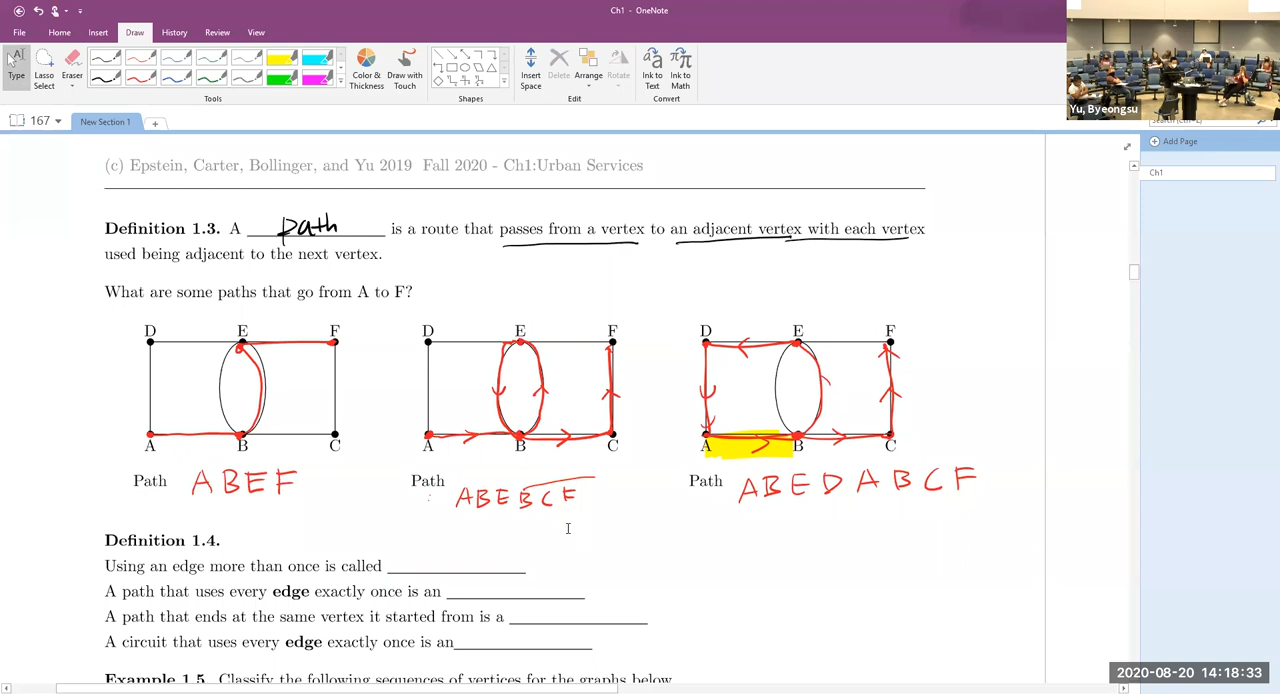 Ch1 - OneNote
File Home Insert Draw History Review View
Type Lasso Select Eraser Color & Thickness Draw with Touch Insert Space Delete Arrange Rotate Ink to Text Ink to Math
Tools Shapes Edit Convert
Yu, Byeongsu
167 New Section 1
Add Page
Ch1
(c) Epstein, Carter, Bollinger, and Yu 2019 Fall 2020 - Ch1:Urban Services
Definition 1.3. A path is a route that passes from a vertex to an adjacent vertex with each vertex
used being adjacent to the next vertex.
What are some paths that go from A to F?
D E F D E F D E F
A B C A B C A B C
Path A B E F Path A B E B C F Path A B E D A B C F
Definition 1.4.
Using an edge more than once is called
A path that uses every edge exactly once is an
A path that ends at the same vertex it started from is a
A circuit that uses every edge exactly once is an
Example 1.5. Classify the following sequences of vertices for the graphs below.
2020-08-20 14:18:33